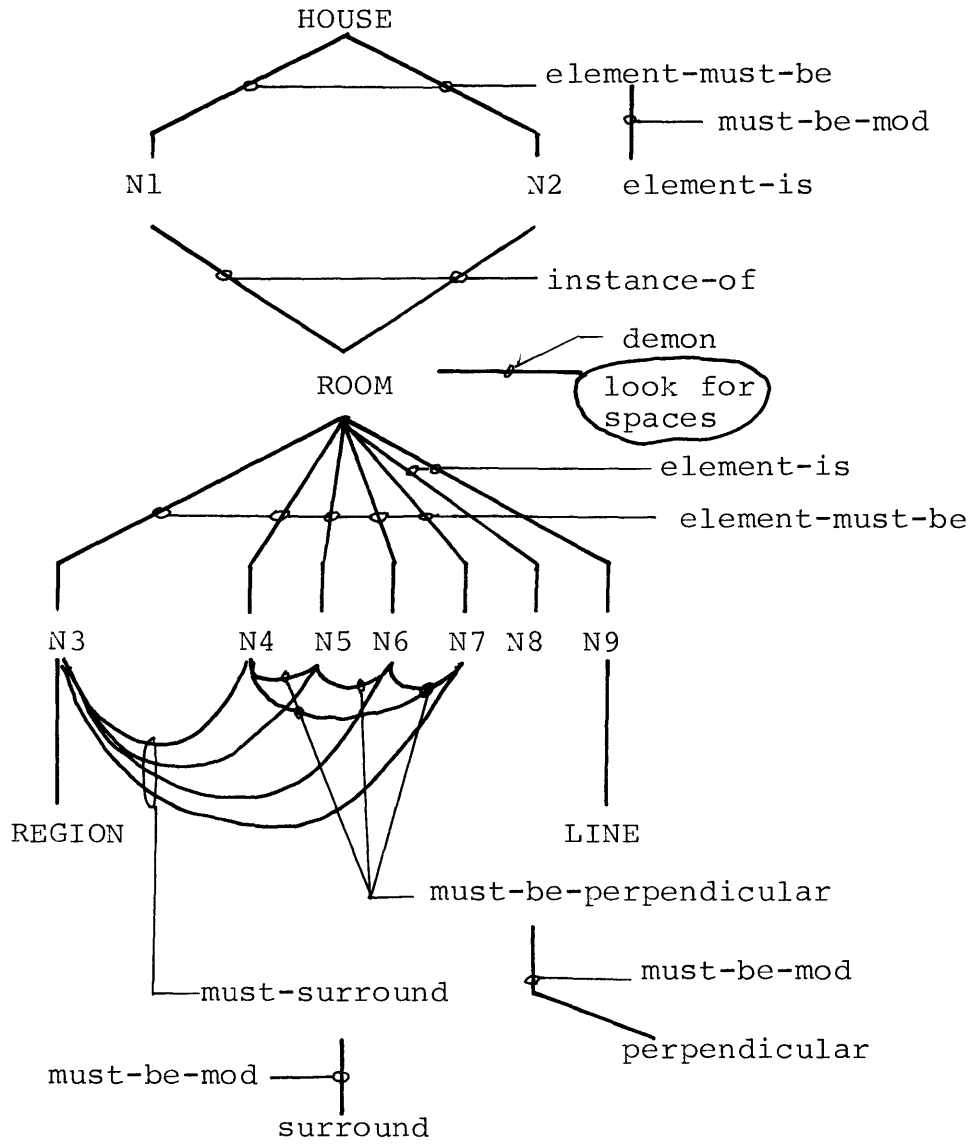 HOUSE
element-must-be
must-be-mod
N1
N2
element-is
instance-of
demon
ROOM
look for
spaces
element-is
element-must-be
N3
N4
N5
N6
N7
N8
N9
REGION
LINE
must-be-perpendicular
must-be-mod
must-surround
perpendicular
must-be-mod
surround